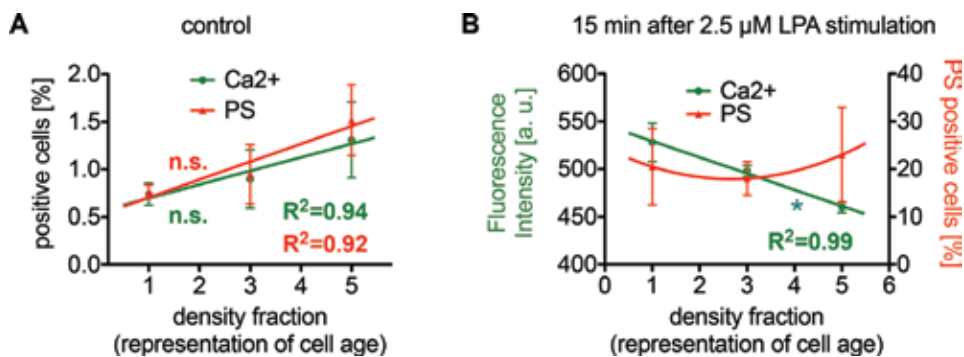 A
control
positive cells [%]
2.0
1.5
1.0
0.5
0.0
Ca2+
PS
n.s.
n.s.
R²=0.94
R²=0.92
1
2
3
4
5
density fraction
(representation of cell age)
B
15 min after 2.5 µM LPA stimulation
Fluorescence
Intensity [a. u.]
600
550
500
450
400
Ca2+
PS
*
R²=0.99
40
30
20
10
0
PS positive
cells [%]
0
1
2
3
4
5
6
density fraction
(representation of cell age)